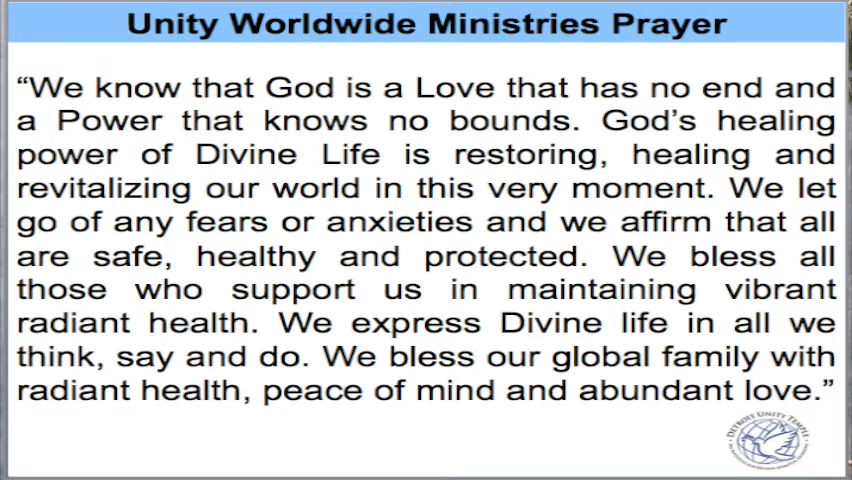 Unity Worldwide Ministries Prayer
“We know that God is a Love that has no end and
a Power that knows no bounds. God’s healing
power of Divine Life is restoring, healing and
revitalizing our world in this very moment. We let
go of any fears or anxieties and we affirm that all
are safe, healthy and protected. We bless all
those who support us in maintaining vibrant
radiant health. We express Divine life in all we
think, say and do. We bless our global family with
radiant health, peace of mind and abundant love.”
DETROIT UNITY TEMPLE